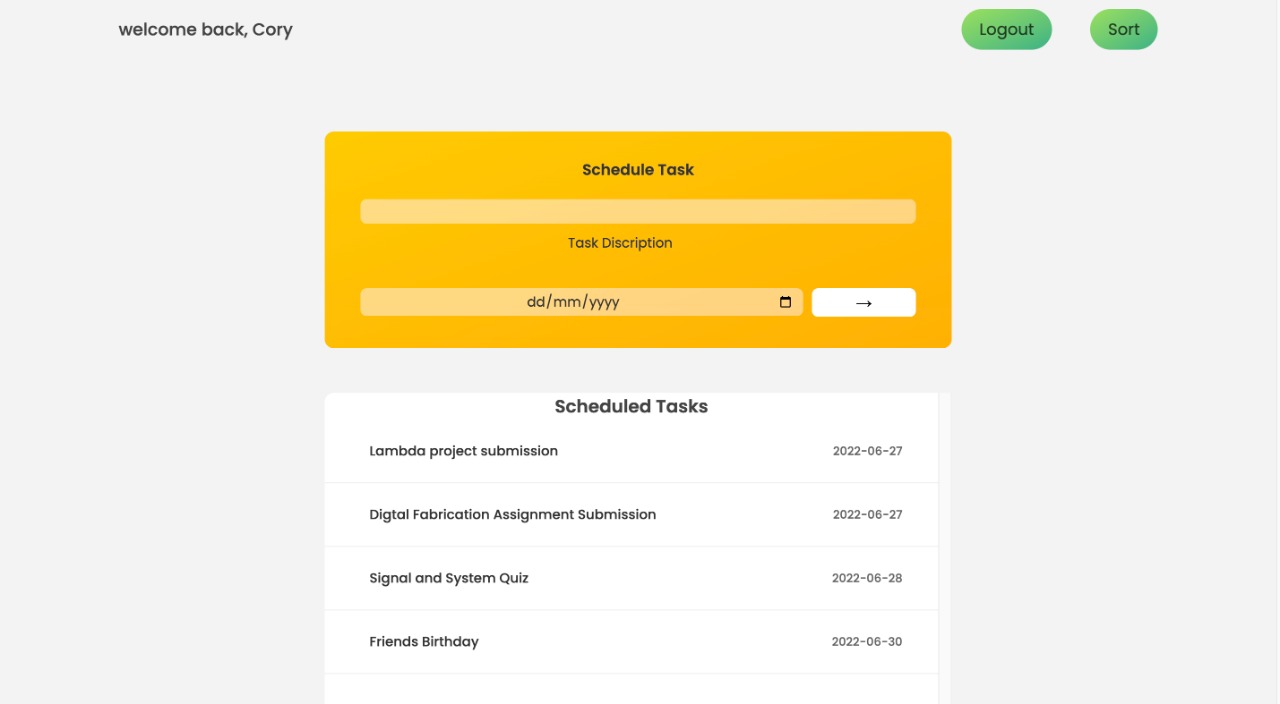 welcome back, Cory
Logout
Sort
Schedule Task
Task Discription
dd/mm/yyyy
→
Scheduled Tasks
Lambda project submission 2022-06-27
Digtal Fabrication Assignment Submission 2022-06-27
Signal and System Quiz 2022-06-28
Friends Birthday 2022-06-30